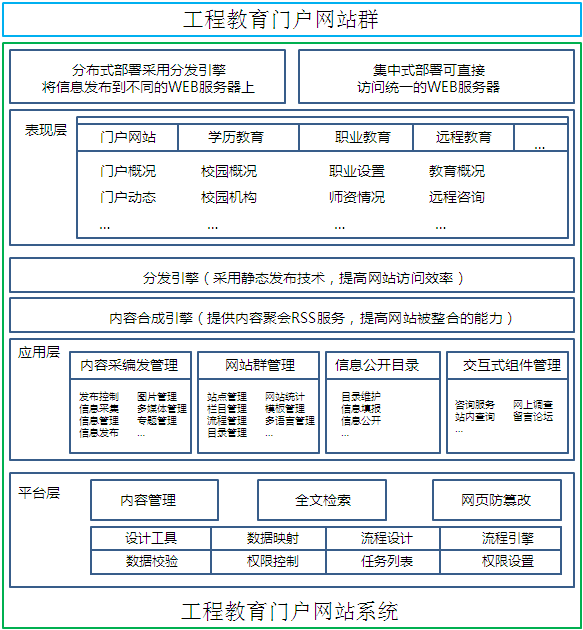 工程教育门户网站群
分布式部署采用分发引擎
将信息发布到不同的WEB服务器上
集中式部署可直接
访问统一的WEB服务器
表现层
门户网站 学历教育 职业教育 远程教育 ...
门户概况 校园概况 职业设置 教育概况
门户动态 校园机构 师资情况 远程咨询
... ... ... ...
分发引擎（采用静态发布技术，提高网站访问效率）
内容合成引擎（提供内容聚会RSS服务，提高网站被整合的能力）
应用层
内容采编发管理
发布控制 图片管理
信息采集 多媒体管理
信息管理 专题管理
信息发布 ...
网站群管理
站点管理 网站统计
栏目管理 模板管理
流程管理 多语言管理
目录管理 ...
信息公开目录
目录维护
信息填报
信息公开
...
交互式组件管理
咨询服务 网上调查
站内查询 留言论坛
...
平台层
内容管理 全文检索 网页防篡改
设计工具 数据映射 流程设计 流程引擎
数据校验 权限控制 任务列表 权限设置
工程教育门户网站系统